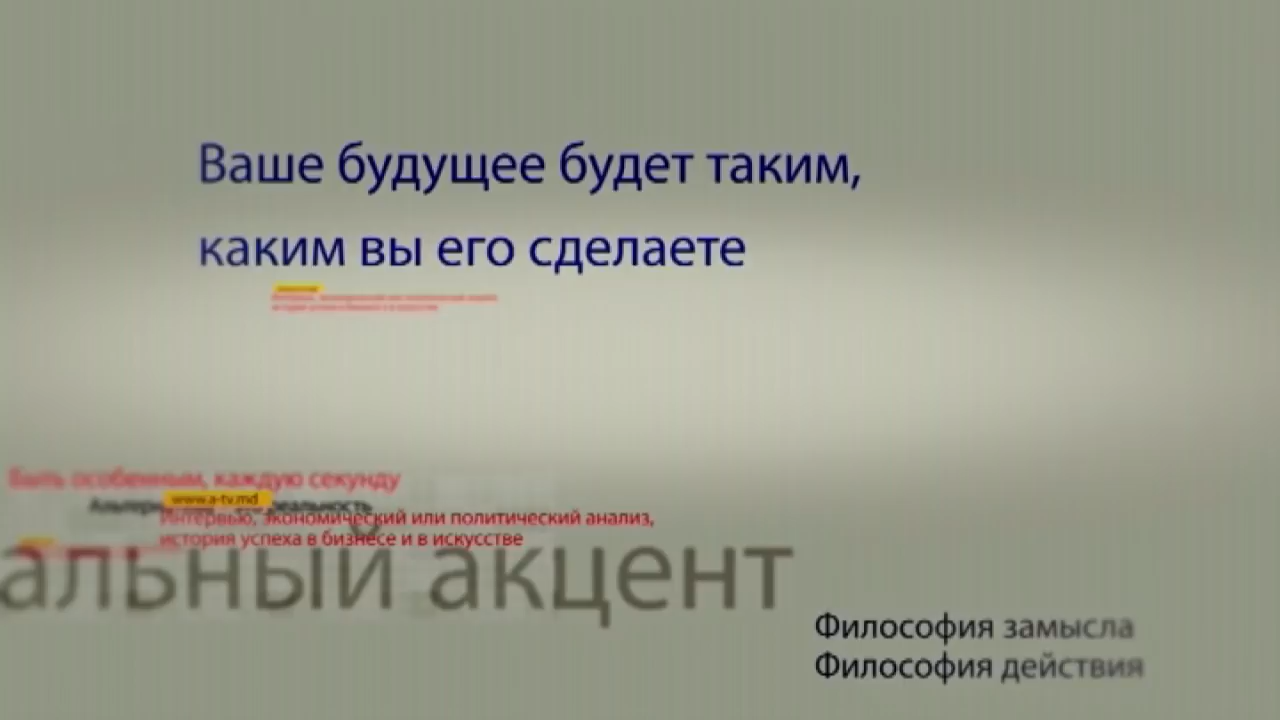 Ваше будущее будет таким,
каким вы его сделаете
Быть особенным, каждую секунду
www.a-tv.md
реальность
Интервью, экономический или политический анализ,
история успеха в бизнесе и в искусстве
альный акцент
Философия замысла
Философия действия